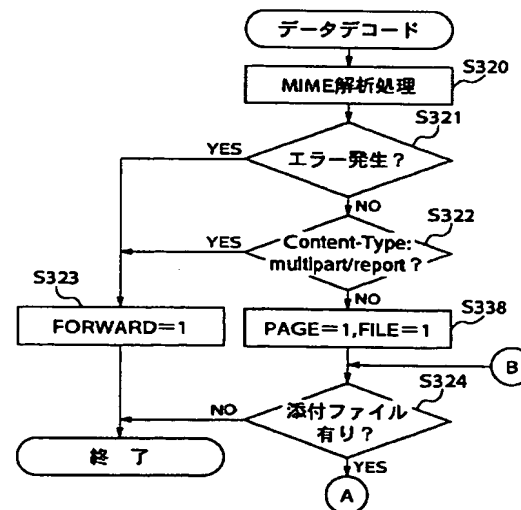 データデコード
S320
MIME解析処理
S321
YES
エラー発生？
NO
S322
YES
Content-Type:
multipart/report？
S323
NO
S338
FORWARD＝1
PAGE＝1,FILE＝1
B
S324
NO
添付ファイル
有り？
終 了
YES
A